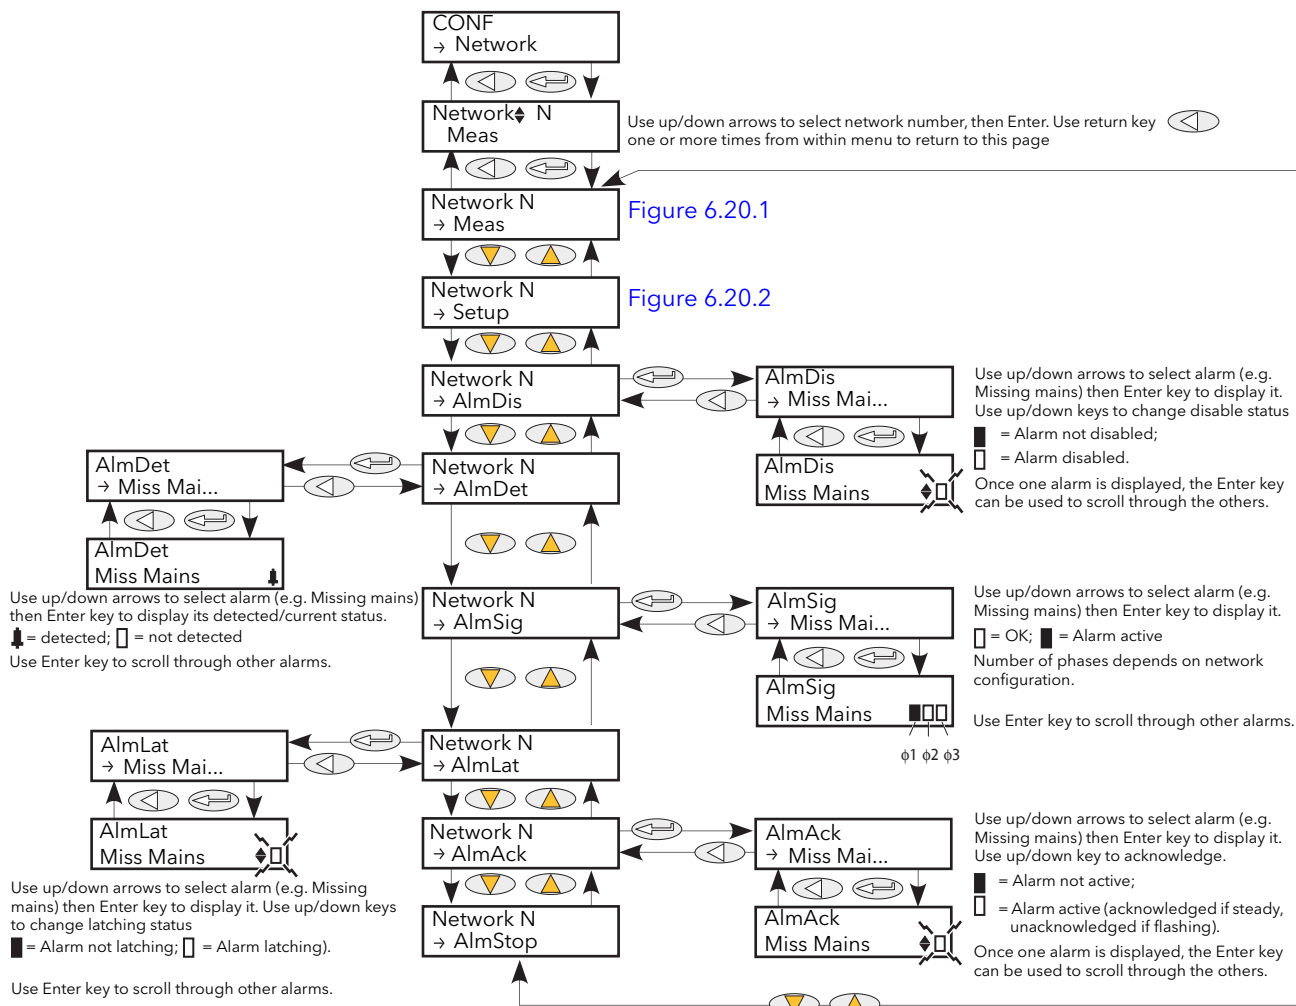 CONF
→ Network
Network N
Meas
Use up/down arrows to select network number, then Enter. Use return key
one or more times from within menu to return to this page
Network N
→ Meas
Figure 6.20.1
Network N
→ Setup
Figure 6.20.2
Network N
→ AlmDis
AlmDis
→ Miss Mai...
AlmDis
Miss Mains
Use up/down arrows to select alarm (e.g.
Missing mains) then Enter key to display it.
Use up/down keys to change disable status
= Alarm not disabled;
= Alarm disabled.
Once one alarm is displayed, the Enter key
can be used to scroll through the others.
Network N
→ AlmDet
AlmDet
→ Miss Mai...
AlmDet
Miss Mains
Use up/down arrows to select alarm (e.g. Missing mains)
then Enter key to display its detected/current status.
= detected; = not detected
Use Enter key to scroll through other alarms.
Network N
→ AlmSig
AlmSig
→ Miss Mai...
AlmSig
Miss Mains
ϕ1 ϕ2 ϕ3
Use up/down arrows to select alarm (e.g.
Missing mains) then Enter key to display it.
= OK; = Alarm active
Number of phases depends on network
configuration.
Use Enter key to scroll through other alarms.
Network N
→ AlmLat
AlmLat
→ Miss Mai...
AlmLat
Miss Mains
Use up/down arrows to select alarm (e.g. Missing
mains) then Enter key to display it. Use up/down keys
to change latching status
= Alarm not latching; = Alarm latching).
Use Enter key to scroll through other alarms.
Network N
→ AlmAck
AlmAck
→ Miss Mai...
AlmAck
Miss Mains
Use up/down arrows to select alarm (e.g.
Missing mains) then Enter key to display it.
Use up/down key to acknowledge.
= Alarm not active;
= Alarm active (acknowledged if steady,
unacknowledged if flashing).
Once one alarm is displayed, the Enter key
can be used to scroll through the others.
Network N
→ AlmStop